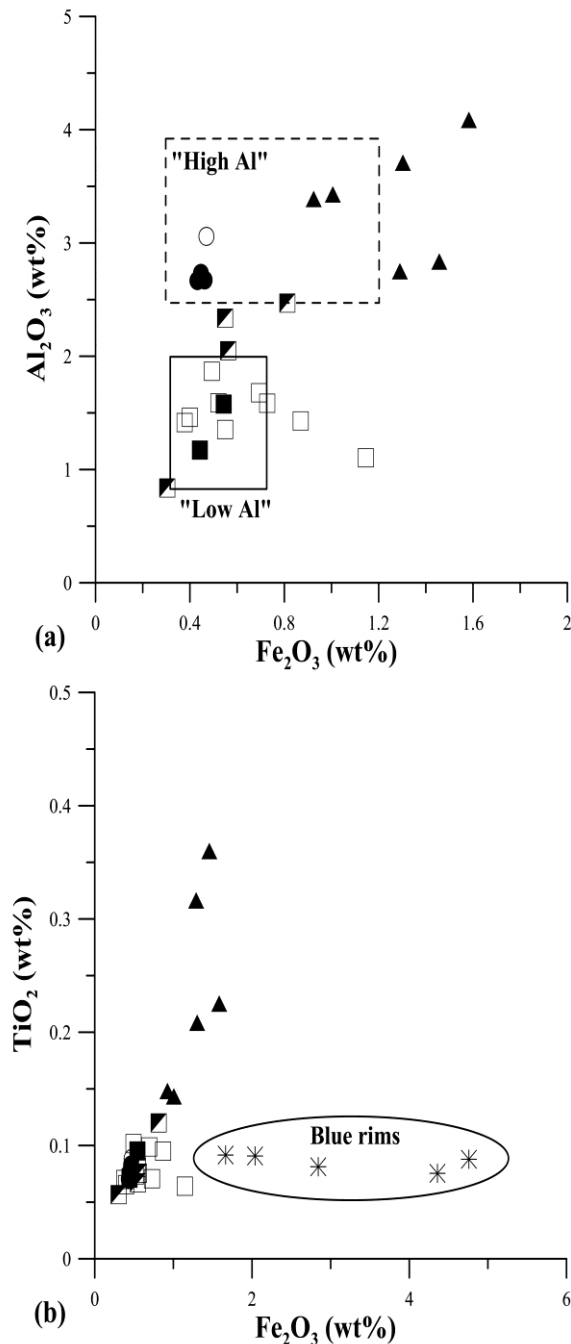 5
4
3
2
1
0
Al₂O₃ (wt%)
"High Al"
"Low Al"
0 0.4 0.8 1.2 1.6 2
(a)
Fe₂O₃ (wt%)
0.5
0.4
0.3
0.2
0.1
0
TiO₂ (wt%)
Blue rims
0 2 4 6
(b)
Fe₂O₃ (wt%)